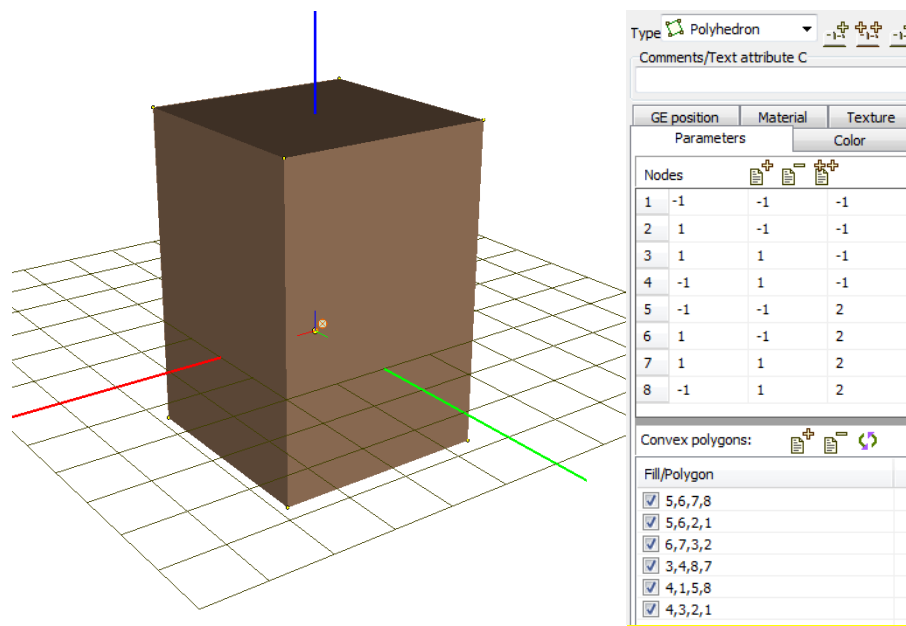 Type Polyhedron
Comments/Text attribute C
GE position Material Texture
Parameters Color
Nodes
1 -1 -1 -1
2 1 -1 -1
3 1 1 -1
4 -1 1 -1
5 -1 -1 2
6 1 -1 2
7 1 1 2
8 -1 1 2
Convex polygons:
Fill/Polygon
5,6,7,8
5,6,2,1
6,7,3,2
3,4,8,7
4,1,5,8
4,3,2,1